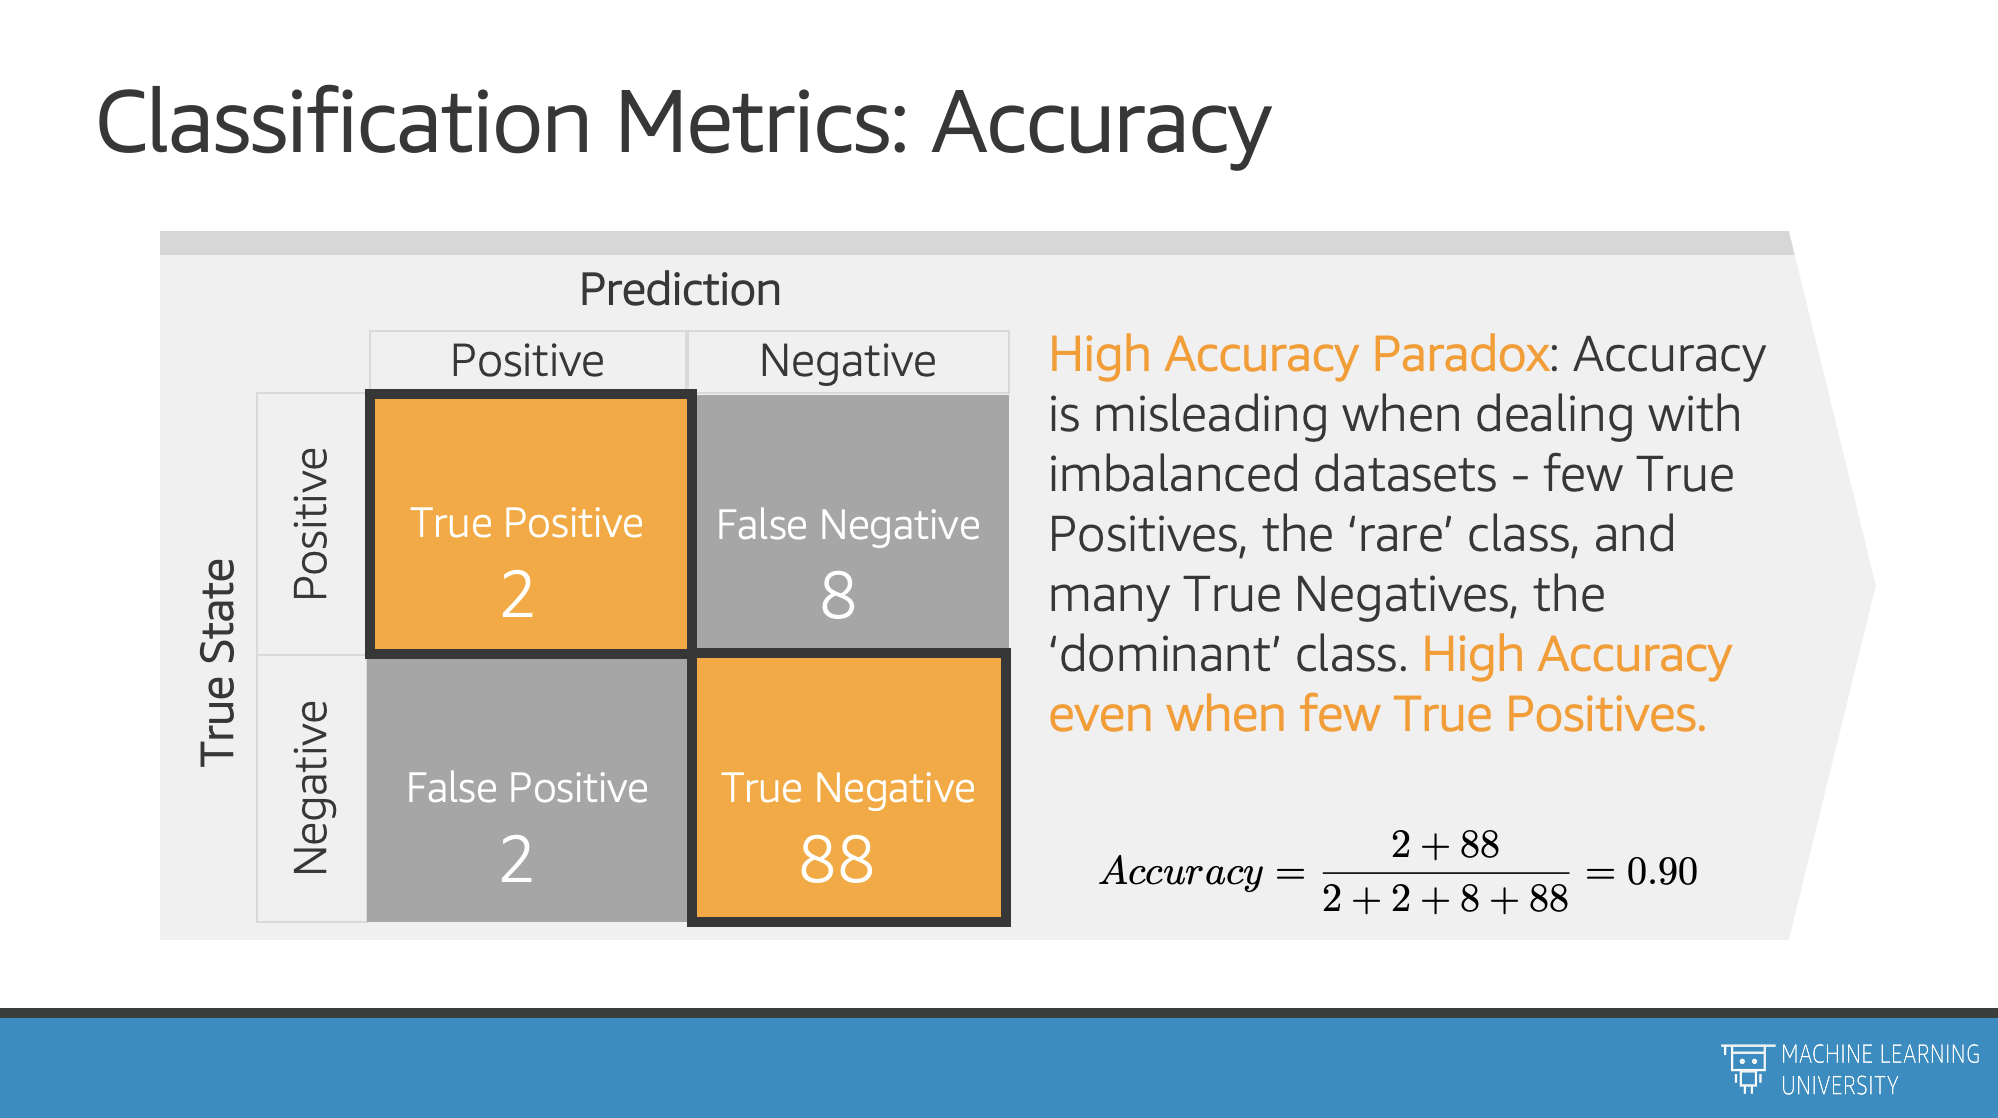 Classification Metrics: Accuracy
Prediction
Positive
Negative
True State
Positive
Negative
True Positive
2
False Negative
8
False Positive
2
True Negative
88
High Accuracy Paradox: Accuracy
is misleading when dealing with
imbalanced datasets - few True
Positives, the ‘rare’ class, and
many True Negatives, the
‘dominant’ class. High Accuracy
even when few True Positives.
Accuracy = (2 + 88) / (2 + 2 + 8 + 88) = 0.90
MACHINE LEARNING
UNIVERSITY